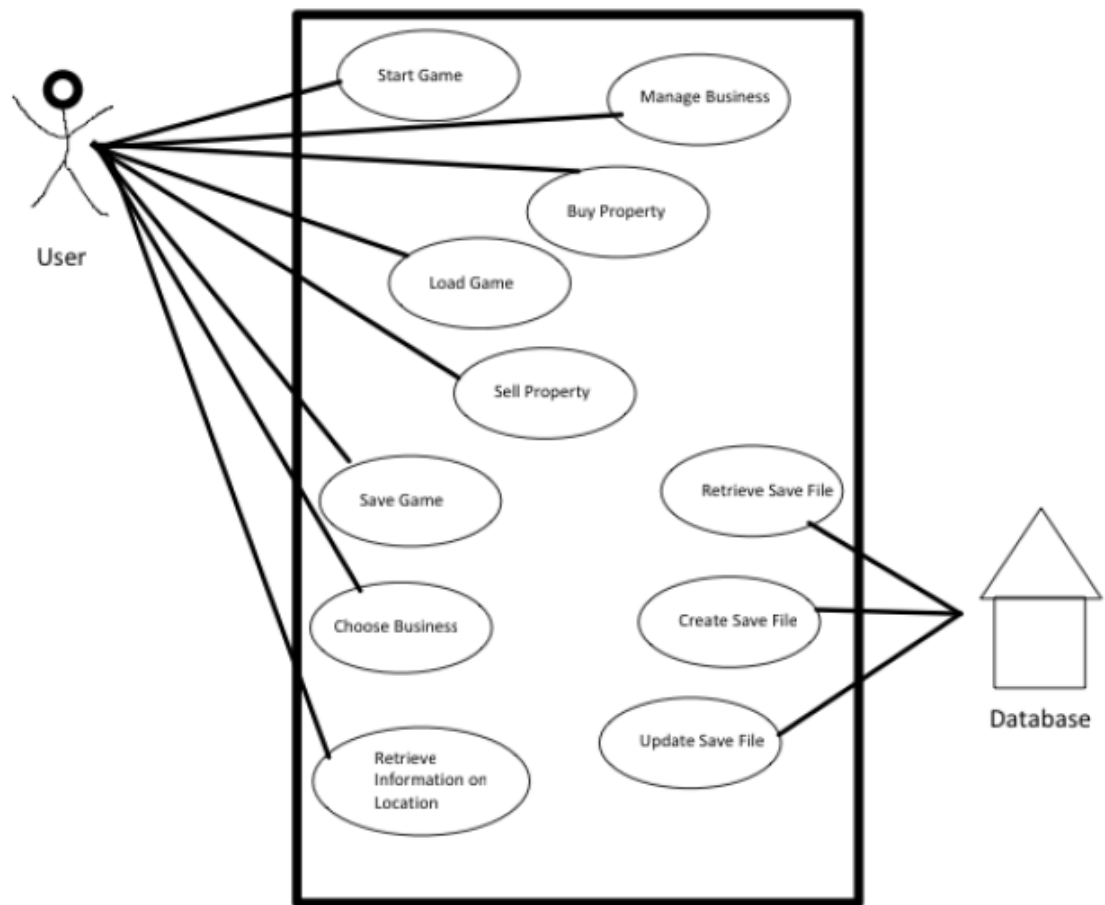 Start Game
Manage Business
Buy Property
User
Load Game
Sell Property
Save Game
Retrieve Save File
Choose Business
Create Save File
Database
Update Save File
Retrieve
Information on
Location